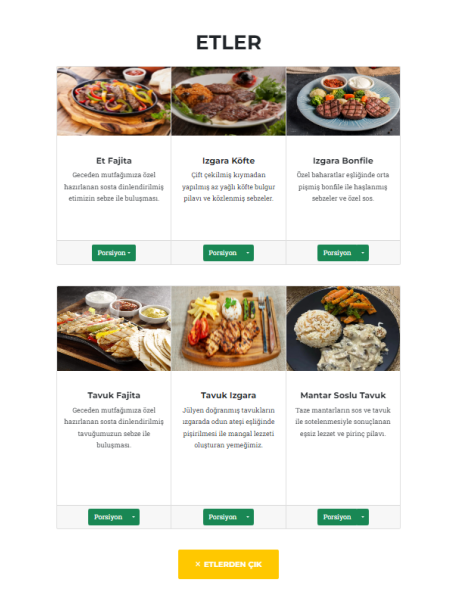 ETLER
Et Fajita
Geceden mutfağımıza özel
hazırlanan sosta dinlendirilmiş
etimizin sebze ile buluşması.
Porsiyon
Izgara Köfte
Çift çekilmiş kıymadan
yapılmış az yağlı köfte bulgur
pilavı ve közlenmiş sebzeler.
Porsiyon
Izgara Bonfile
Özel baharatlar eşliğinde orta
pişmiş bonfile ile haşlanmış
sebzeler ve özel sos.
Porsiyon
Tavuk Fajita
Geceden mutfağımıza özel
hazırlanan sosta dinlendirilmiş
tavuğumuzun sebze ile
buluşması.
Porsiyon
Tavuk Izgara
Jülyen doğranmış tavukların
ızgarada odun ateşi eşliğinde
pişirilmesi ile mangal lezzeti
oluşturan yemeğimiz.
Porsiyon
Mantar Soslu Tavuk
Taze mantarların sos ve tavuk
ile sotelenmesiyle sonuçlanan
eşsiz lezzet ve pirinç pilavı.
Porsiyon
× ETLERDEN ÇIK